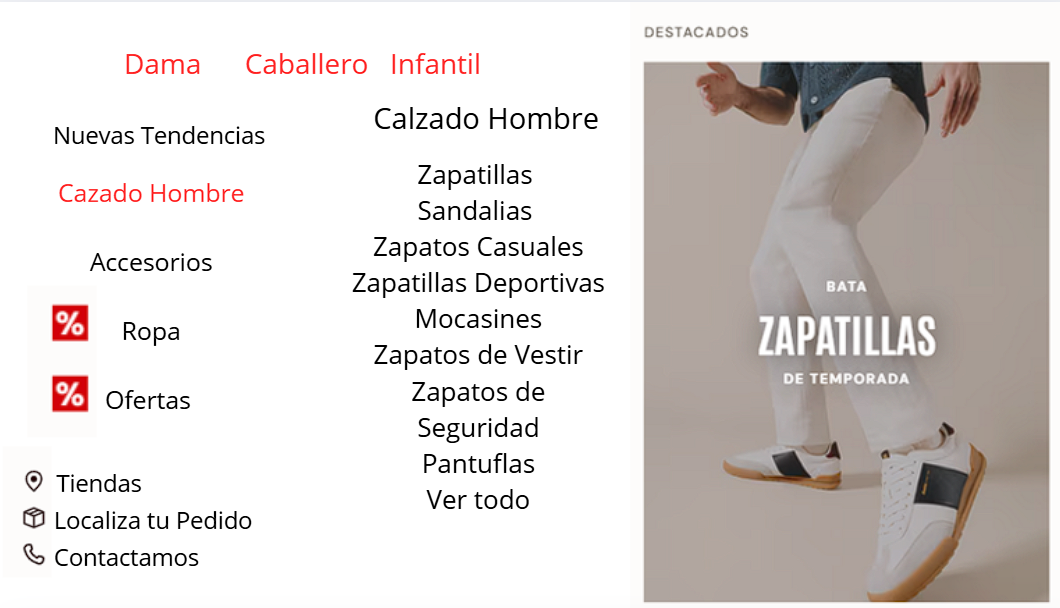 DESTACADOS
Dama Caballero Infantil
Nuevas Tendencias
Cazado Hombre
Accesorios
% Ropa
% Ofertas
Tiendas
Localiza tu Pedido
Contactamos
Calzado Hombre
Zapatillas
Sandalias
Zapatos Casuales
Zapatillas Deportivas
Mocasines
Zapatos de Vestir
Zapatos de
Seguridad
Pantuflas
Ver todo
BATA
ZAPATILLAS
DE TEMPORADA